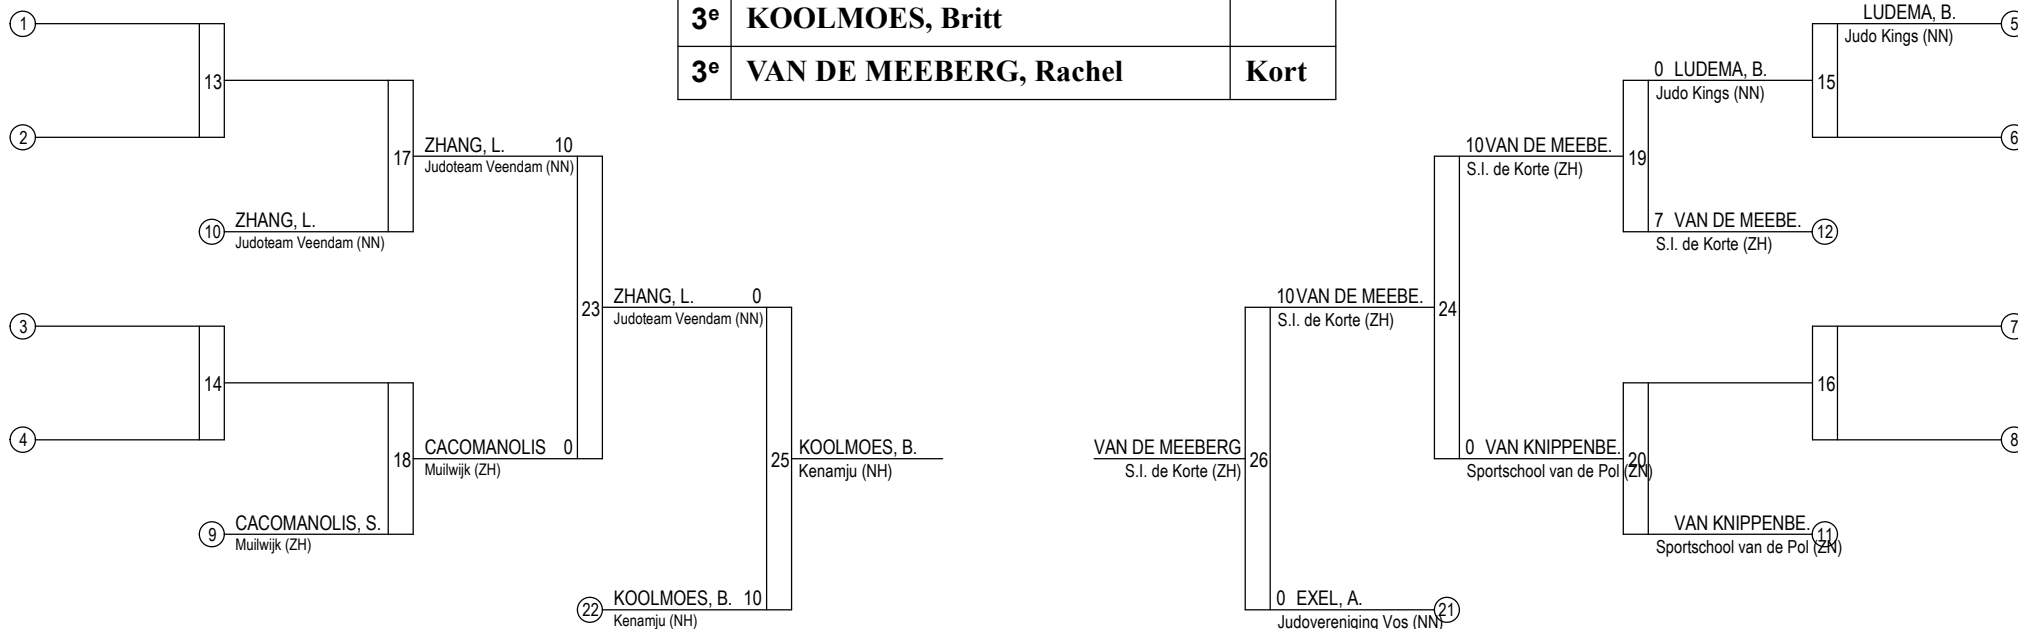 3e KOOLMOES, Britt
3e VAN DE MEEBERG, Rachel Kort
1
13
2
17
ZHANG, L. 10
Judoteam Veendam (NN)
10 ZHANG, L.
Judoteam Veendam (NN)
23
ZHANG, L. 0
Judoteam Veendam (NN)
3
14
4
18
CACOMANOLIS 0
Muilwijk (ZH)
9 CACOMANOLIS, S.
Muilwijk (ZH)
25
KOOLMOES, B.
Kenamju (NH)
22 KOOLMOES, B. 10
Kenamju (NH)
LUDEMA, B. 5
Judo Kings (NN)
0 LUDEMA, B.
Judo Kings (NN)
15
6
10 VAN DE MEEBE.
S.I. de Korte (ZH)
19
7 VAN DE MEEBE. 12
S.I. de Korte (ZH)
10 VAN DE MEEBE.
S.I. de Korte (ZH)
24
7
16
8
VAN DE MEEBERG
S.I. de Korte (ZH)
26
0 VAN KNIPPENBE.
Sportschool van de Pol (ZN)
20
VAN KNIPPENBE. 11
Sportschool van de Pol (ZN)
0 EXEL, A. 21
Judovereniging Vos (NN)